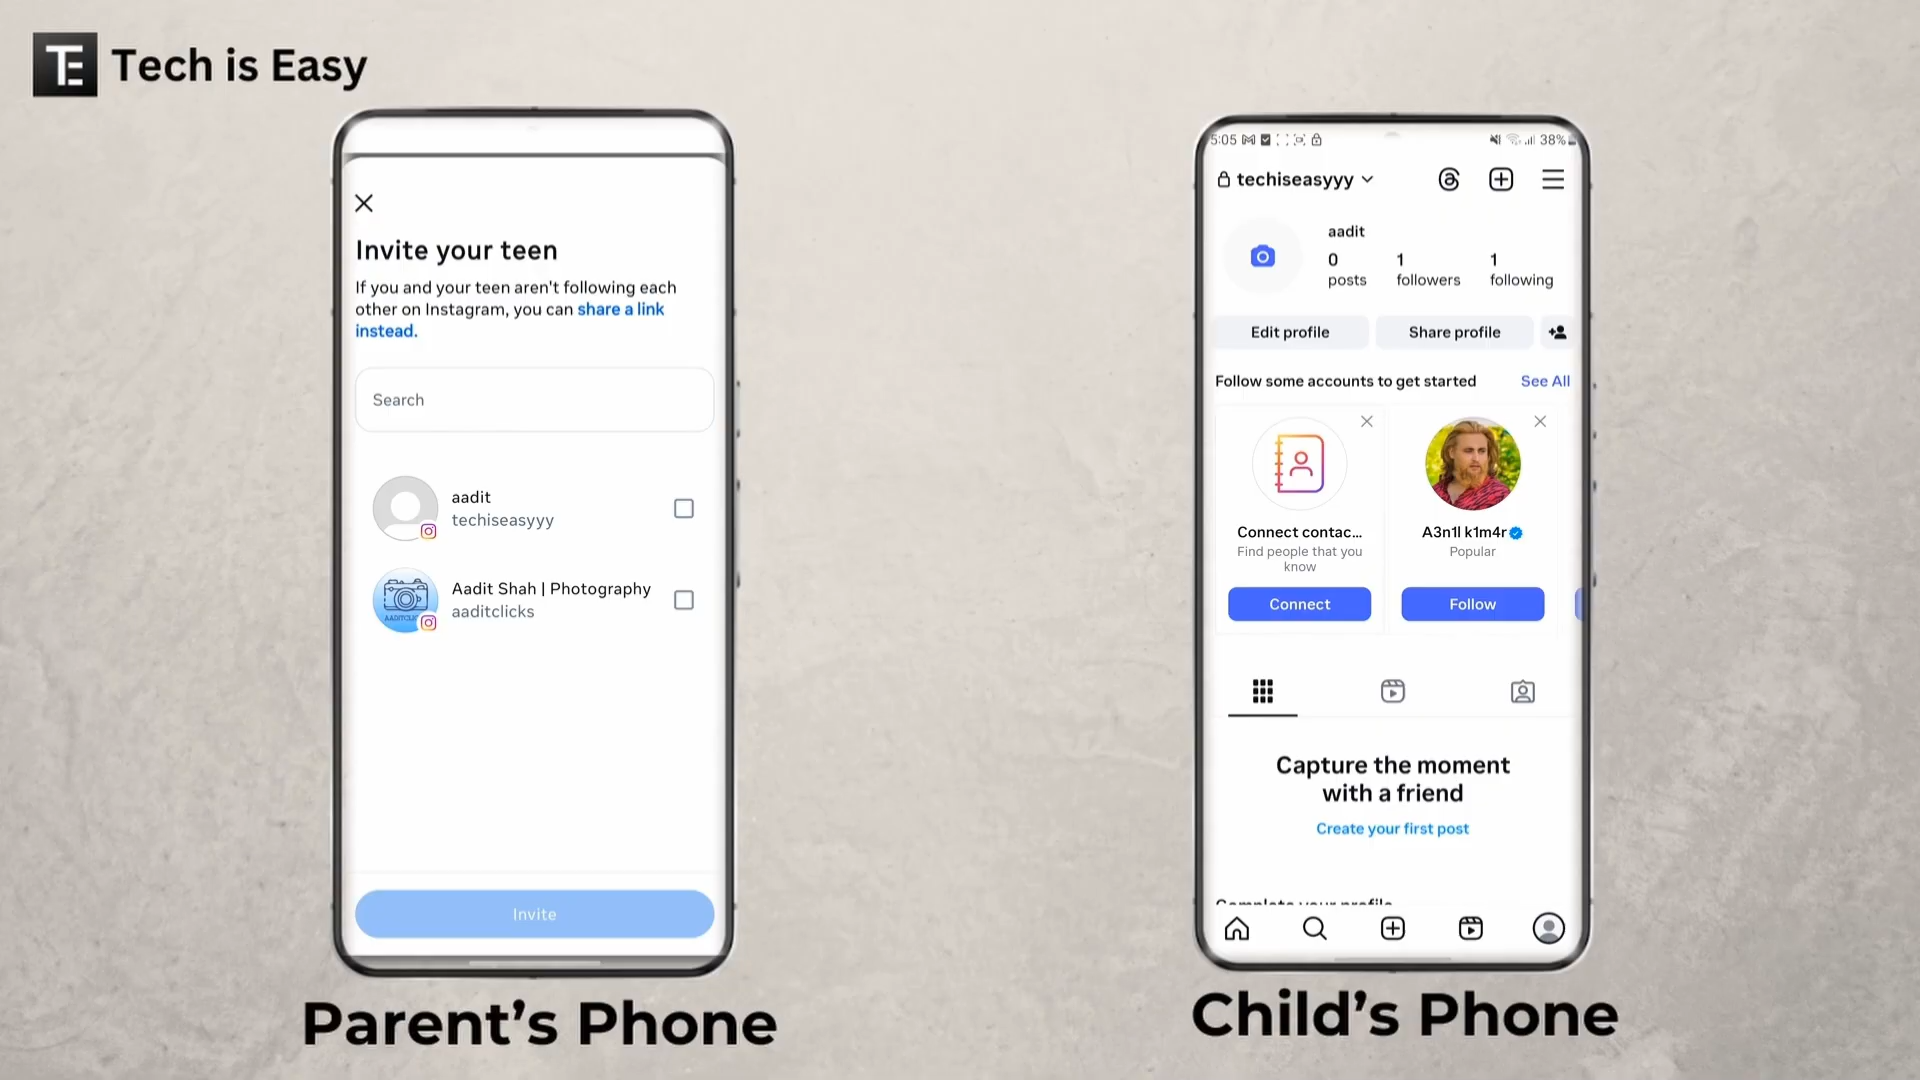 TE Tech is Easy
Invite your teen
If you and your teen aren't following each
other on Instagram, you can share a link
instead.
Search
aadit
techiseasyyy
Aadit Shah | Photography
aaditclicks
Invite
Parent's Phone
5:05
38%
techiseasyyy
aadit
0
1
1
posts
followers
following
Edit profile
Share profile
Follow some accounts to get started
See All
Connect contac...
Find people that you
know
Connect
A3n1l k1m4r
Popular
Follow
Capture the moment
with a friend
Create your first post
Complete your profile
Child's Phone